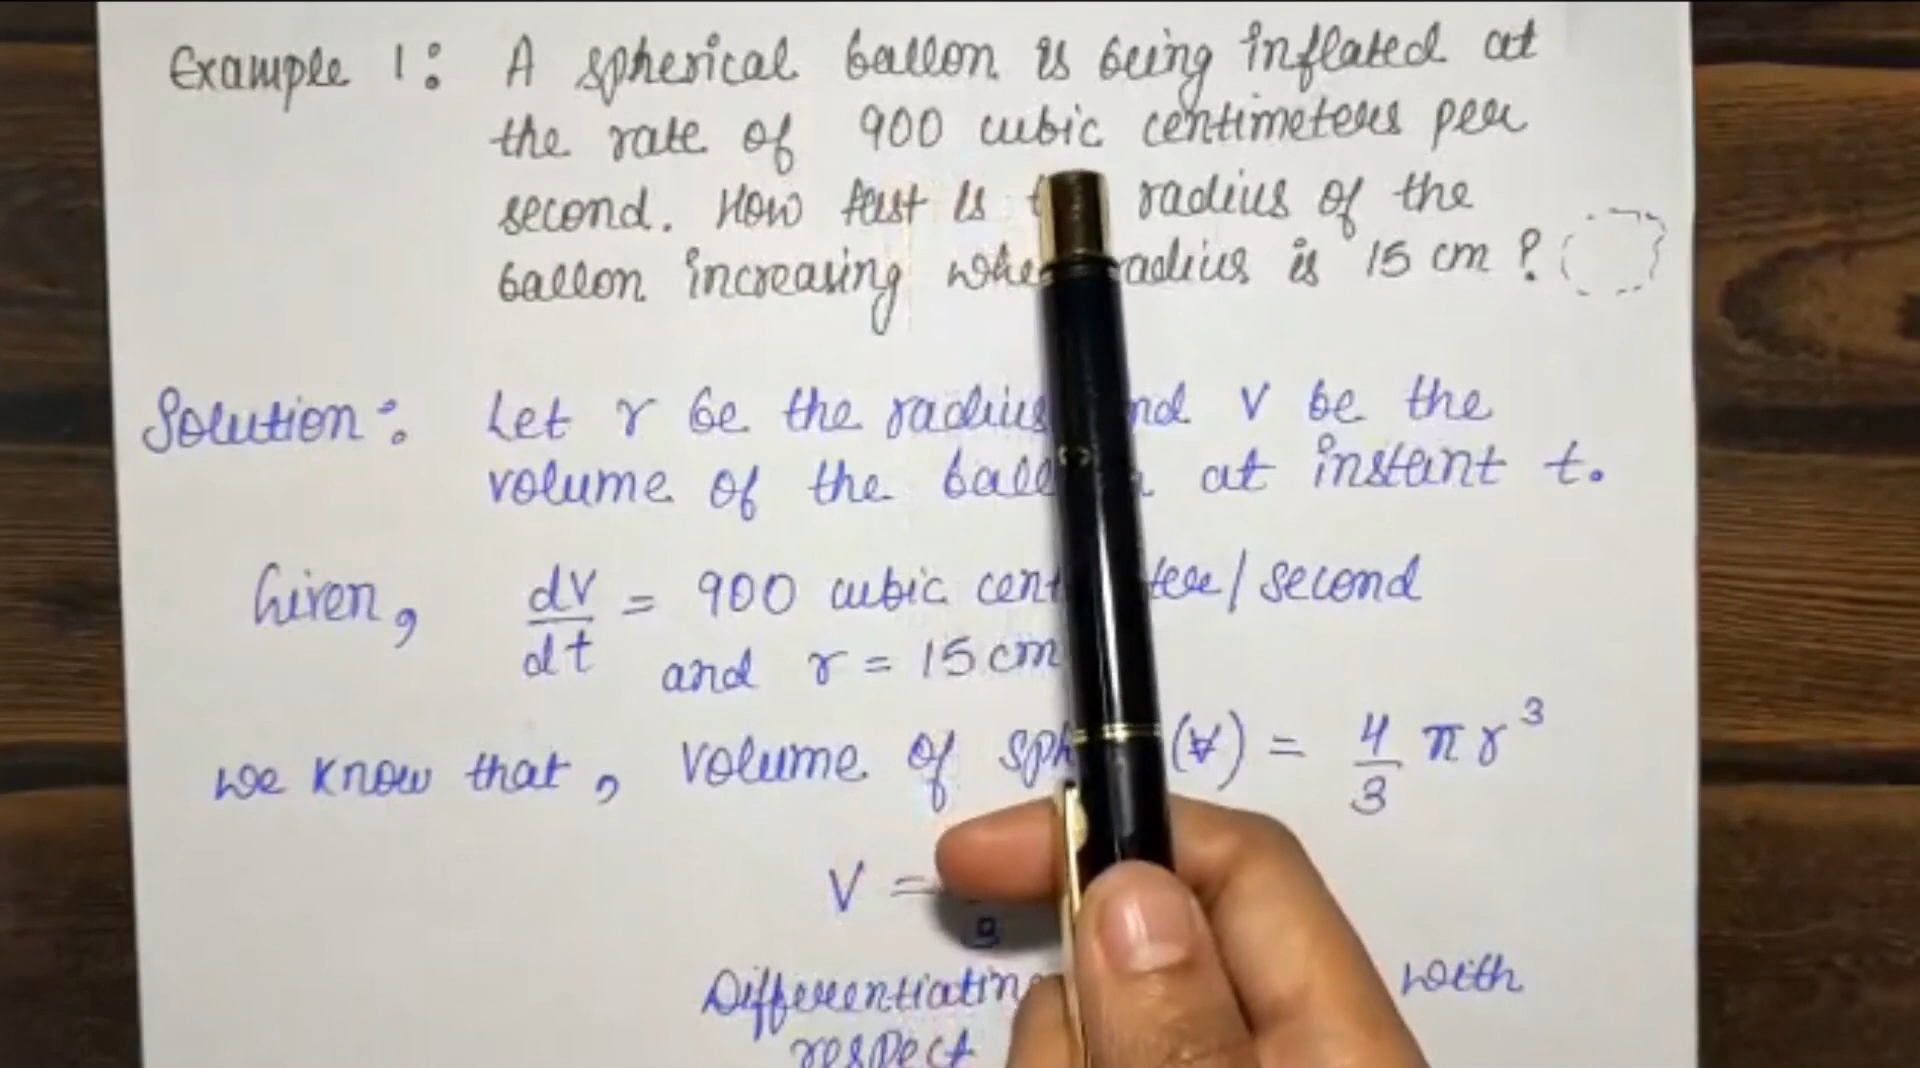 Example 1: A spherical ballon is being inflated at
the rate of 900 cubic centimeters per
second. How fast is radius of the
ballon increasing radius is 15 cm ?
Solution: Let r be the radius V be the
volume of the at instant t.
Given, dv/dt = 900 cubic / second
and r = 15 cm
we know that, volume of (V) = 4/3 π r³
V =
3
with
respect